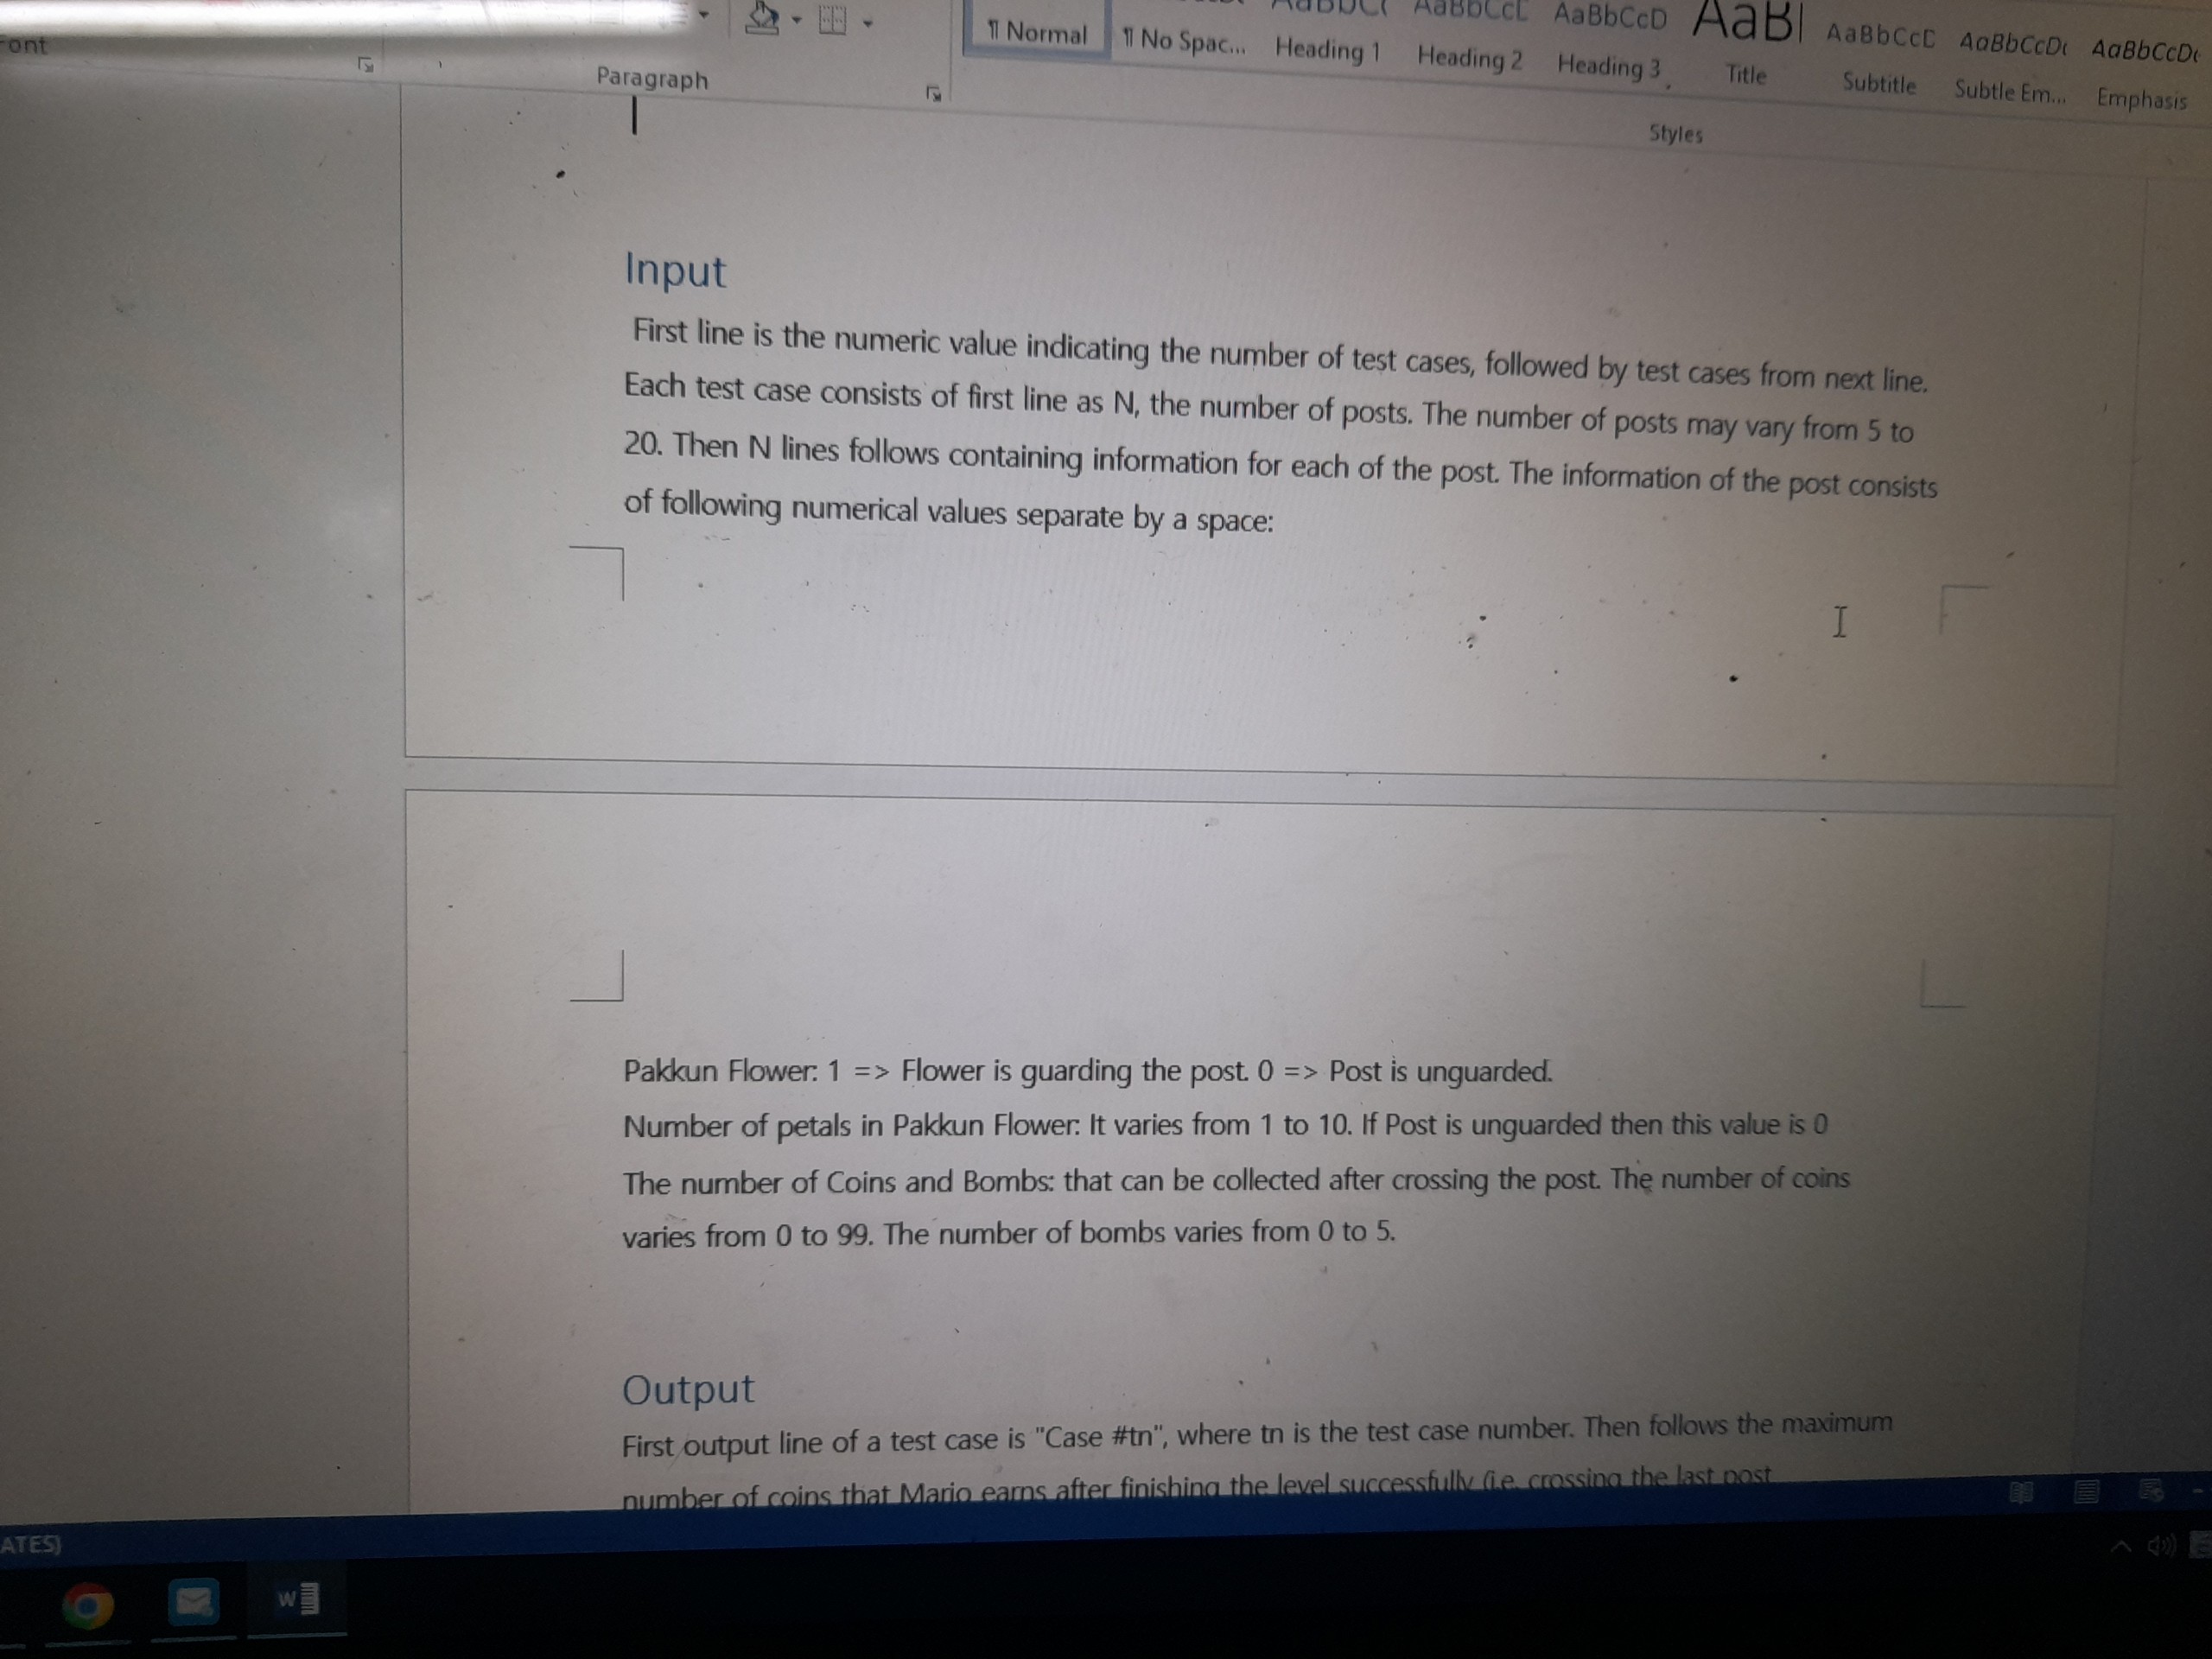 Font
Paragraph
¶ Normal
¶ No Spac...
Heading 1
AaBbCcD
Heading 2
Heading 3
AaB
Title
AaBbCcD
Subtitle
AaBbCcDc
Subtle Em...
AaBbCcDc
Emphasis
Styles
Input
First line is the numeric value indicating the number of test cases, followed by test cases from next line.
Each test case consists of first line as N, the number of posts. The number of posts may vary from 5 to
20. Then N lines follows containing information for each of the post. The information of the post consists
of following numerical values separate by a space:
Pakkun Flower: 1 => Flower is guarding the post. 0 => Post is unguarded.
Number of petals in Pakkun Flower: It varies from 1 to 10. If Post is unguarded then this value is 0
The number of Coins and Bombs: that can be collected after crossing the post. The number of coins
varies from 0 to 99. The number of bombs varies from 0 to 5.
Output
First output line of a test case is "Case #tn", where tn is the test case number. Then follows the maximum
number of coins that Mario earns after finishing the level successfully (i.e. crossing the last post
ATES)
W